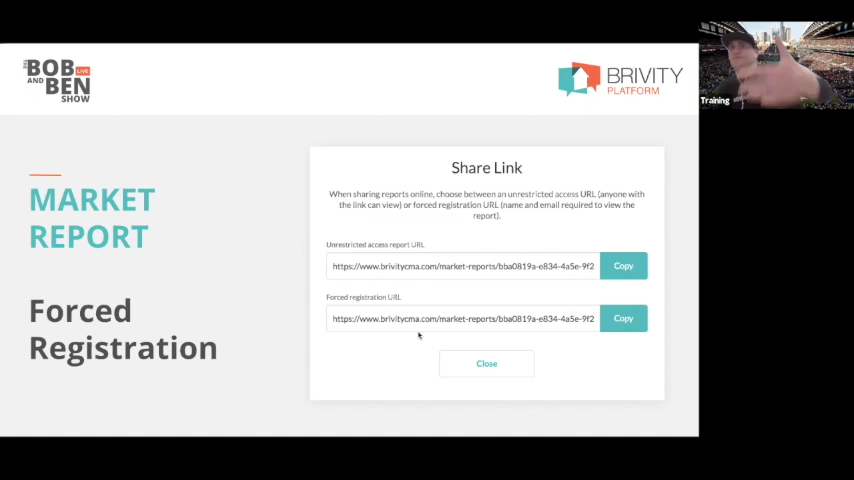 THE
BOB LIVE
AND BEN
SHOW
BRIVITY
PLATFORM
Training
MARKET
REPORT
Forced
Registration
Share Link
When sharing reports online, choose between an unrestricted access URL (anyone with
the link can view) or forced registration URL (name and email required to view the
report).
Unrestricted access report URL
https://www.brivitycma.com/market-reports/bba0819a-e834-4a5e-9f2
Copy
Forced registration URL
https://www.brivitycma.com/market-reports/bba0819a-e834-4a5e-9f2
Copy
Close